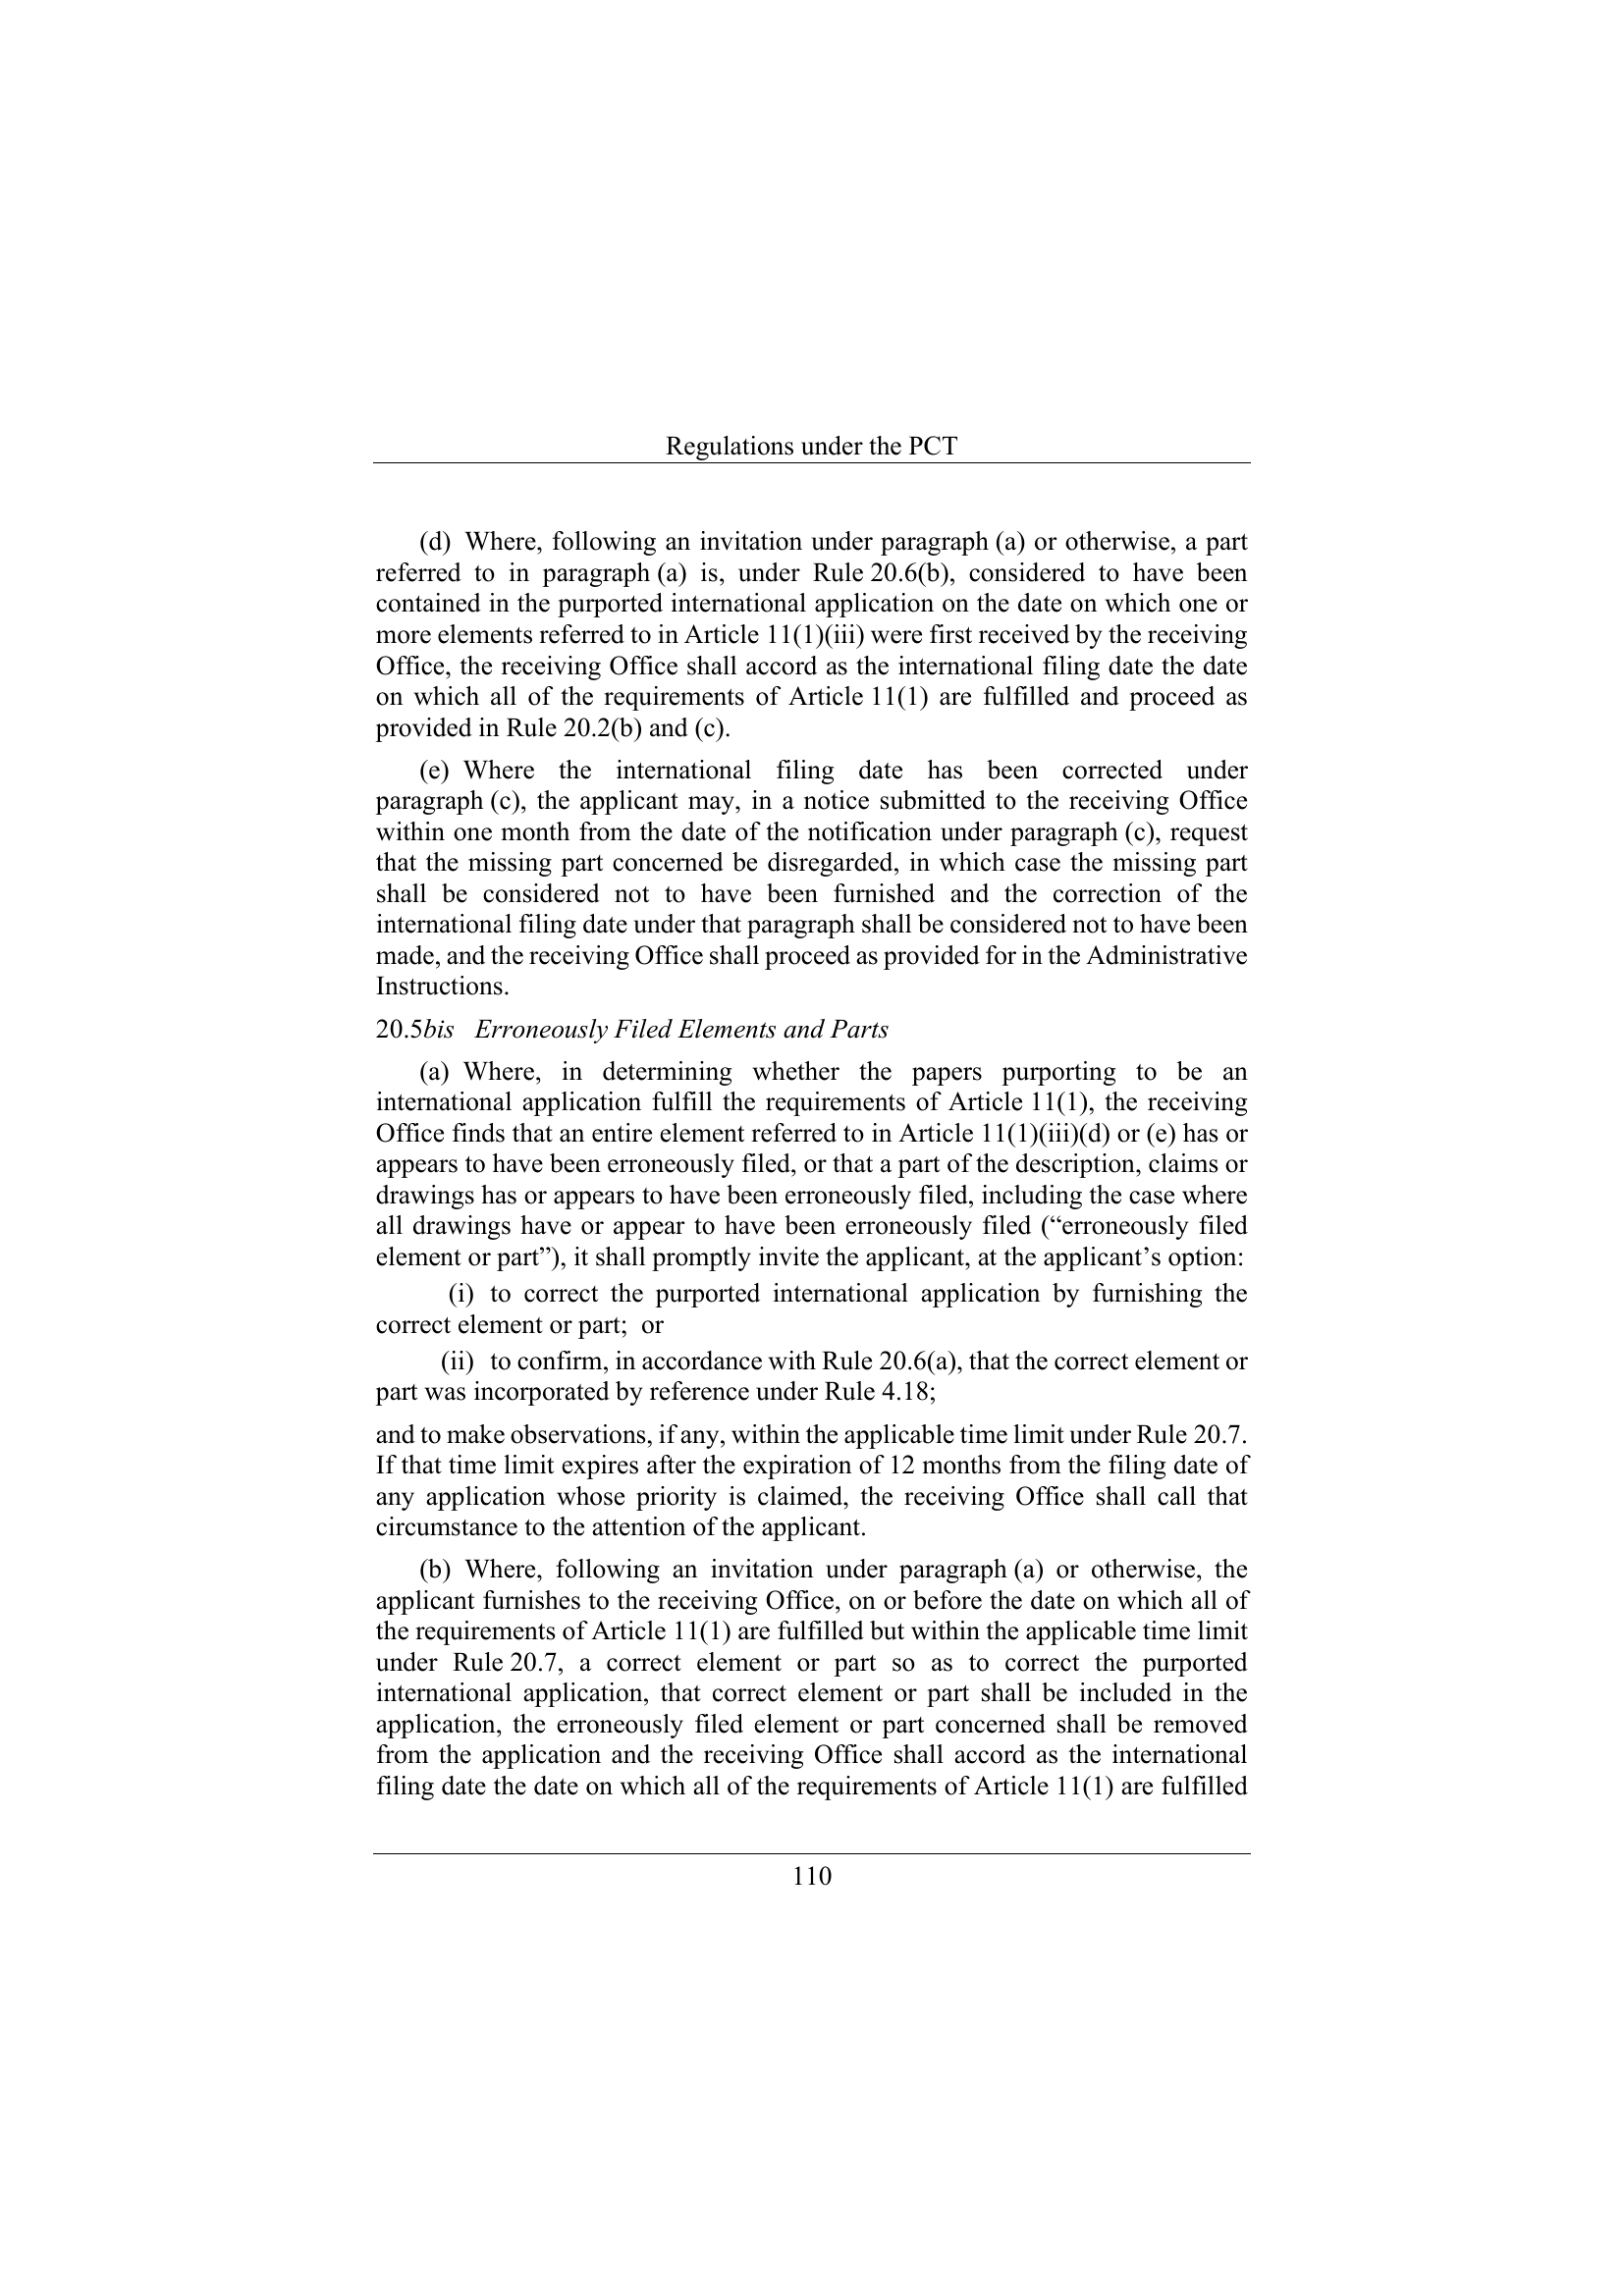 Regulations under the PCT
(d) Where, following an invitation under paragraph (a) or otherwise, a part
referred to in paragraph (a) is, under Rule 20.6(b), considered to have been
contained in the purported international application on the date on which one or
more elements referred to in Article 11(1)(iii) were first received by the receiving
Office, the receiving Office shall accord as the international filing date the date
on which all of the requirements of Article 11(1) are fulfilled and proceed as
provided in Rule 20.2(b) and (c).
(e) Where the international filing date has been corrected under
paragraph (c), the applicant may, in a notice submitted to the receiving Office
within one month from the date of the notification under paragraph (c), request
that the missing part concerned be disregarded, in which case the missing part
shall be considered not to have been furnished and the correction of the
international filing date under that paragraph shall be considered not to have been
made, and the receiving Office shall proceed as provided for in the Administrative
Instructions.
20.5bis Erroneously Filed Elements and Parts
(a) Where, in determining whether the papers purporting to be an
international application fulfill the requirements of Article 11(1), the receiving
Office finds that an entire element referred to in Article 11(1)(iii)(d) or (e) has or
appears to have been erroneously filed, or that a part of the description, claims or
drawings has or appears to have been erroneously filed, including the case where
all drawings have or appear to have been erroneously filed (“erroneously filed
element or part”), it shall promptly invite the applicant, at the applicant’s option:
(i) to correct the purported international application by furnishing the
correct element or part; or
(ii) to confirm, in accordance with Rule 20.6(a), that the correct element or
part was incorporated by reference under Rule 4.18;
and to make observations, if any, within the applicable time limit under Rule 20.7.
If that time limit expires after the expiration of 12 months from the filing date of
any application whose priority is claimed, the receiving Office shall call that
circumstance to the attention of the applicant.
(b) Where, following an invitation under paragraph (a) or otherwise, the
applicant furnishes to the receiving Office, on or before the date on which all of
the requirements of Article 11(1) are fulfilled but within the applicable time limit
under Rule 20.7, a correct element or part so as to correct the purported
international application, that correct element or part shall be included in the
application, the erroneously filed element or part concerned shall be removed
from the application and the receiving Office shall accord as the international
filing date the date on which all of the requirements of Article 11(1) are fulfilled
110